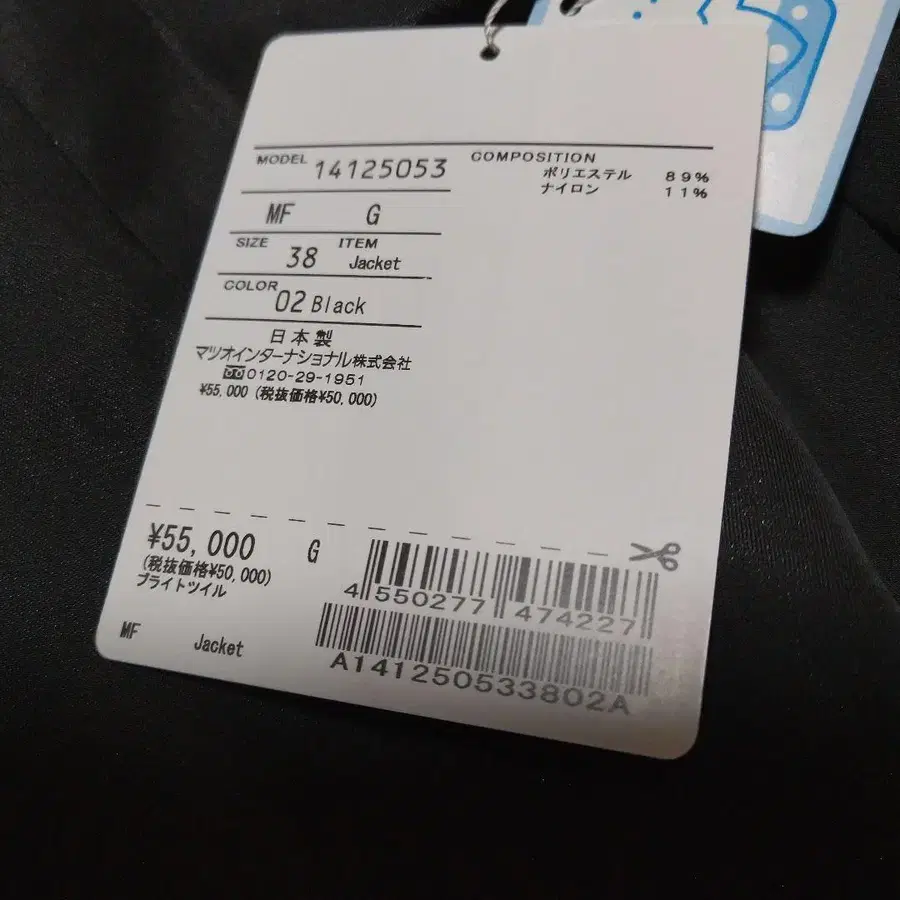 MODEL 14125053
COMPOSITION
ポリエステル 89%
ナイロン 11%
MF G
SIZE 38 ITEM Jacket
COLOR 02 Black
日本製
マツオインターナショナル株式会社
0120-29-1951
¥55,000 (税抜価格¥50,000)
¥55,000 G
(税抜価格¥50,000)
ブライトツイル
MF Jacket
4 550277 474227
A141250533802A